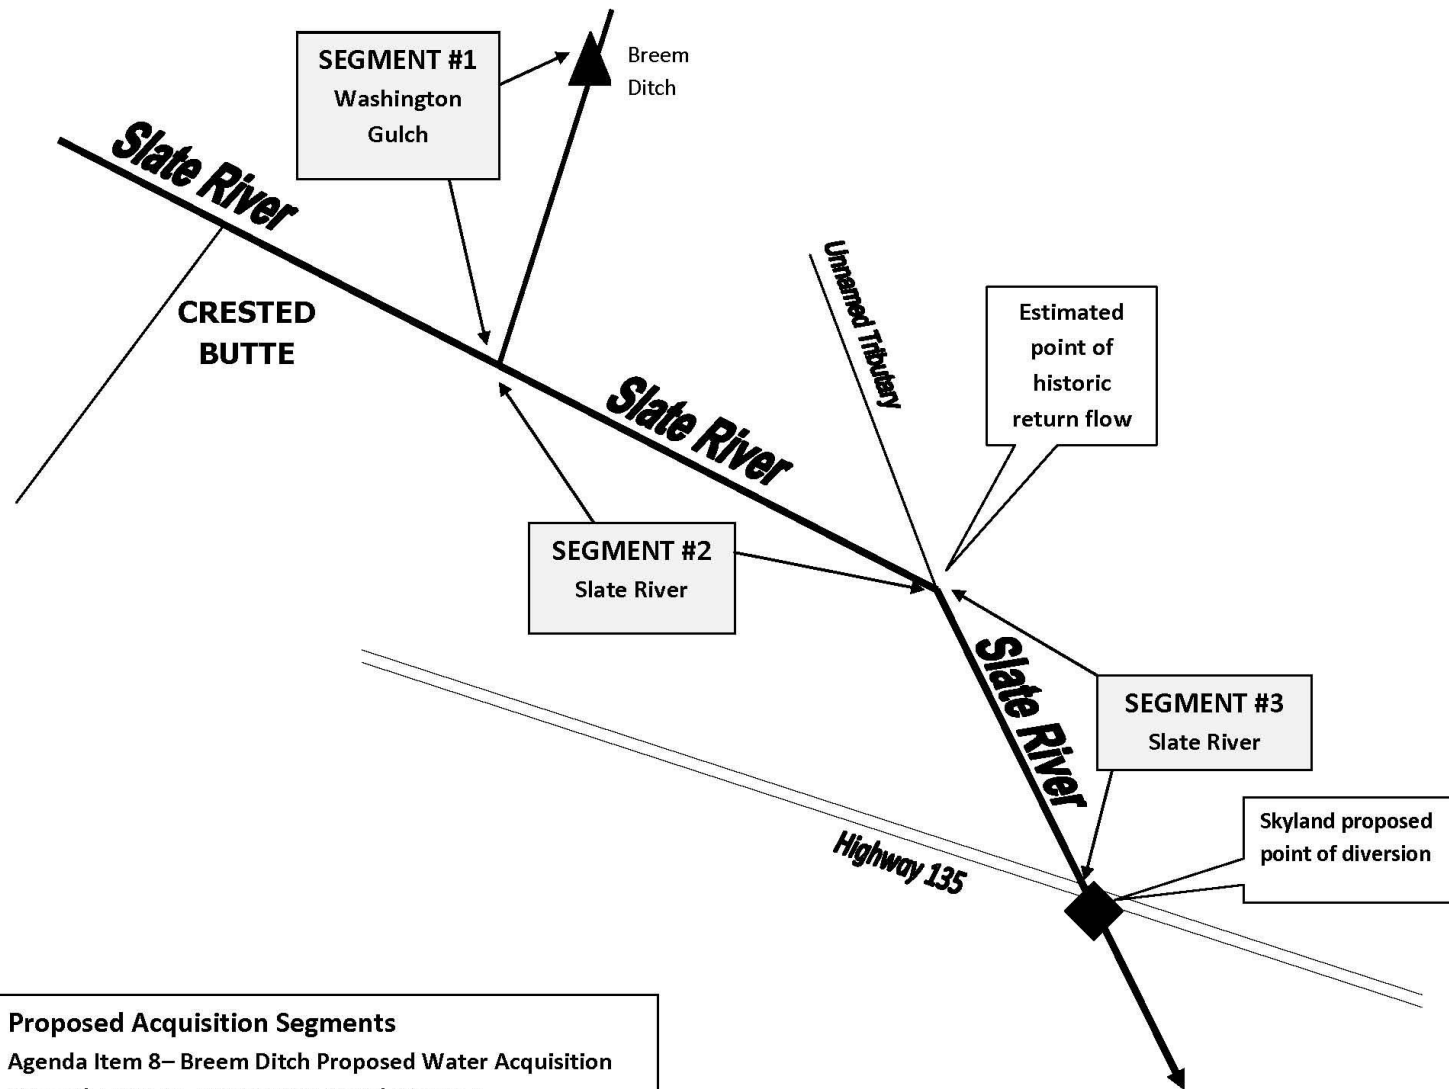 SEGMENT #1
Washington
Gulch
Breem
Ditch
Slate River
CRESTED
BUTTE
Unnamed Tributary
Estimated
point of
historic
return flow
Slate River
SEGMENT #2
Slate River
Slate River
SEGMENT #3
Slate River
Skyland proposed
point of diversion
Highway 135
Proposed Acquisition Segments
Agenda Item 8– Breem Ditch Proposed Water Acquisition